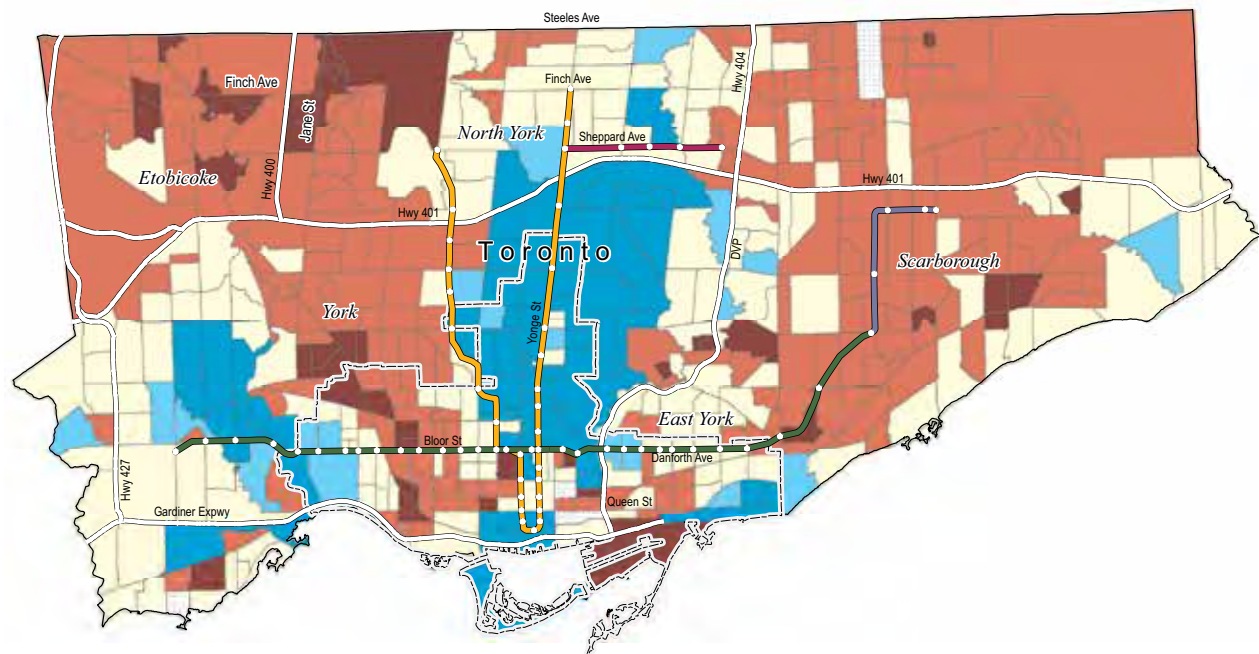 Steeles Ave
Finch Ave
Finch Ave
Hwy 404
Jane St
North York
Sheppard Ave
Etobicoke
Hwy 400
Hwy 401
Hwy 401
Toronto
DVP
Scarborough
York
Yonge St
East York
Bloor St
Danforth Ave
Hwy 427
Queen St
Gardiner Expwy